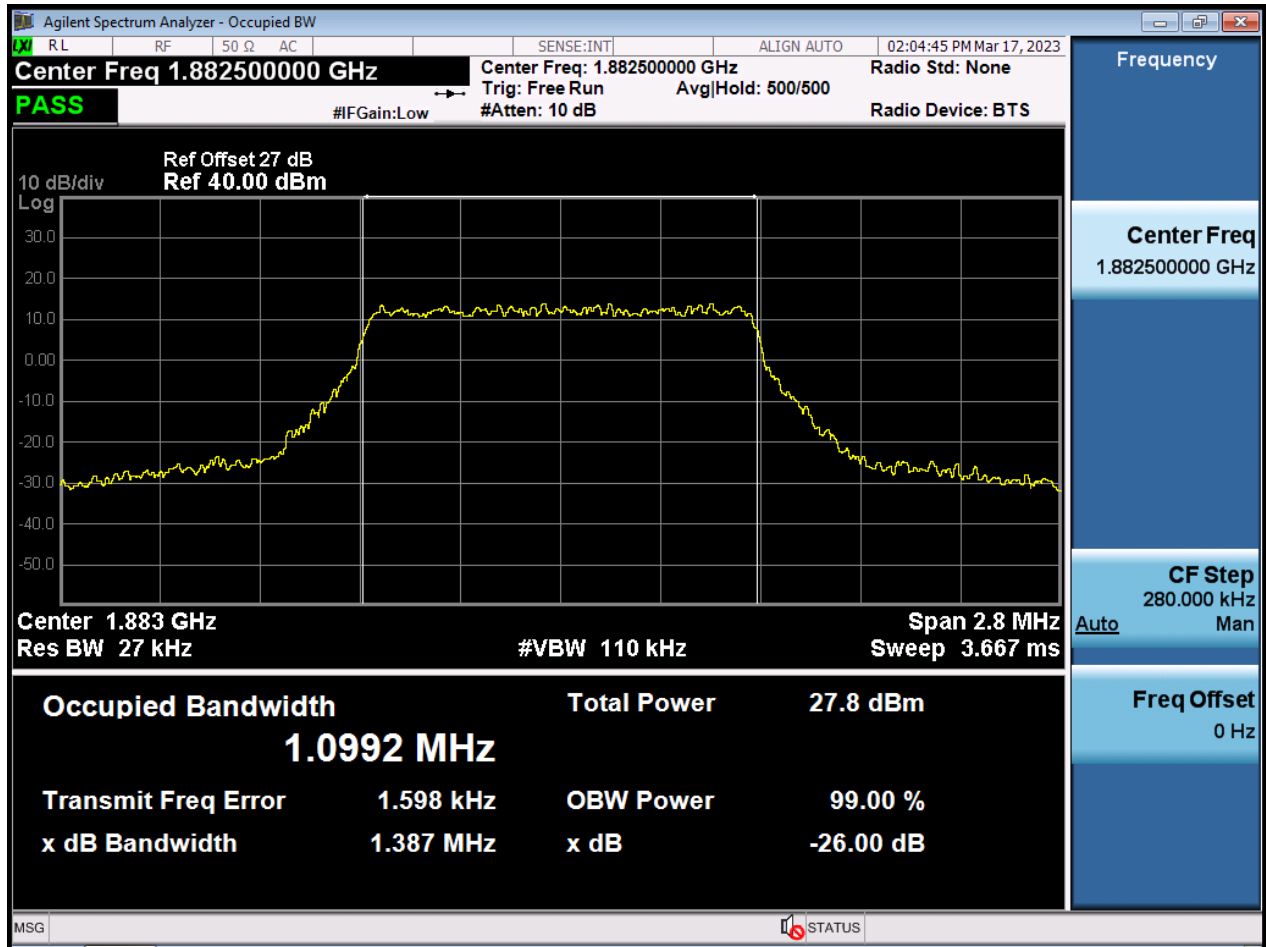 Agilent Spectrum Analyzer - Occupied BW
LXI RL RF 50 Ω AC SENSE:INT ALIGN AUTO 02:04:45 PM Mar 17, 2023
Center Freq 1.882500000 GHz
PASS
#IFGain:Low
Center Freq: 1.882500000 GHz
Trig: Free Run Avg|Hold: 500/500
#Atten: 10 dB
Radio Std: None
Radio Device: BTS
Ref Offset 27 dB
10 dB/div Ref 40.00 dBm
Log
30.0
20.0
10.0
0.00
-10.0
-20.0
-30.0
-40.0
-50.0
Center 1.883 GHz Span 2.8 MHz
Res BW 27 kHz #VBW 110 kHz Sweep 3.667 ms
Occupied Bandwidth Total Power 27.8 dBm
1.0992 MHz
Transmit Freq Error 1.598 kHz OBW Power 99.00 %
x dB Bandwidth 1.387 MHz x dB -26.00 dB
MSG STATUS
Frequency
Center Freq
1.882500000 GHz
CF Step
280.000 kHz
Auto Man
Freq Offset
0 Hz